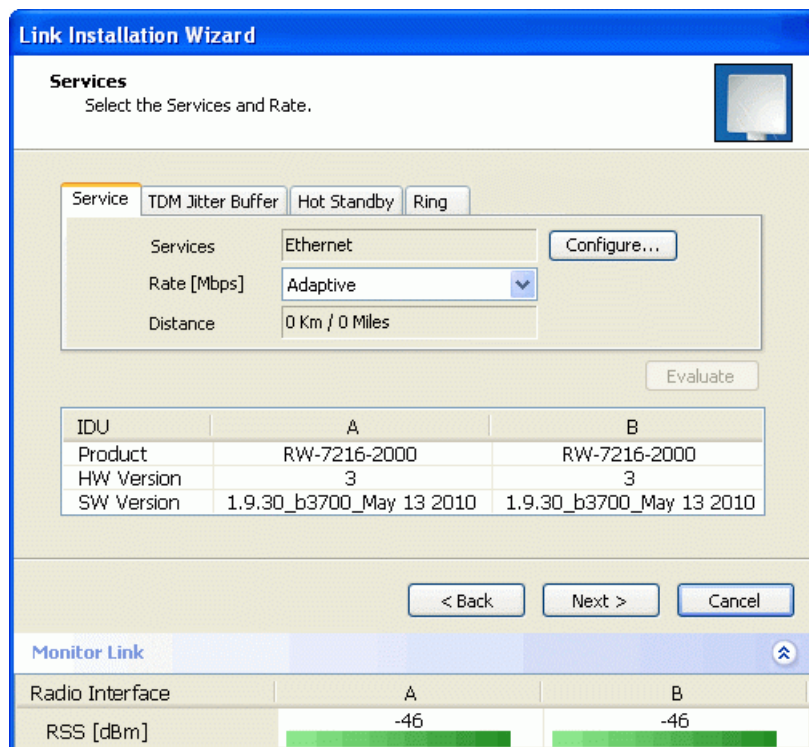 Link Installation Wizard
Services
Select the Services and Rate.
Service TDM Jitter Buffer Hot Standby Ring
Services Ethernet Configure...
Rate [Mbps] Adaptive
Distance 0 Km / 0 Miles
Evaluate
IDU A B
Product RW-7216-2000 RW-7216-2000
HW Version 3 3
SW Version 1.9.30_b3700_May 13 2010 1.9.30_b3700_May 13 2010
< Back Next > Cancel
Monitor Link
Radio Interface A B
RSS [dBm] -46 -46